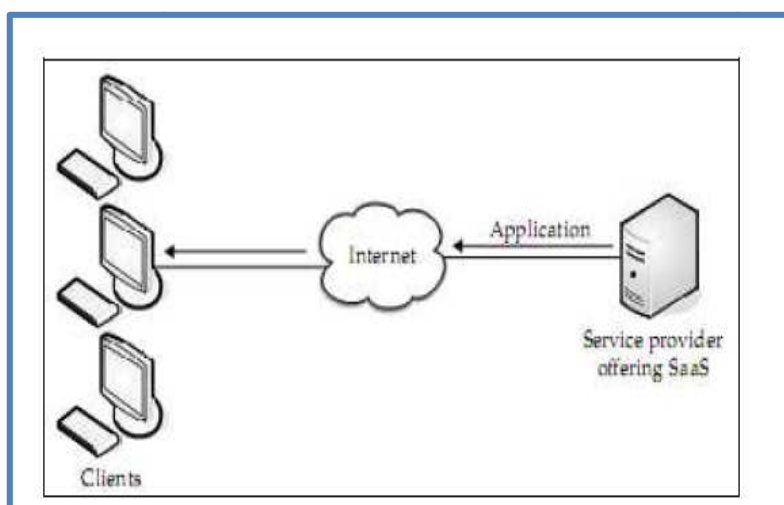 Application
Internet
Service provider
offering SaaS
Clients